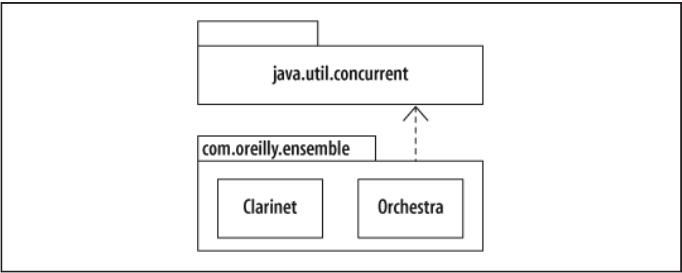 java.util.concurrent
com.oreilly.ensemble
Clarinet
Orchestra